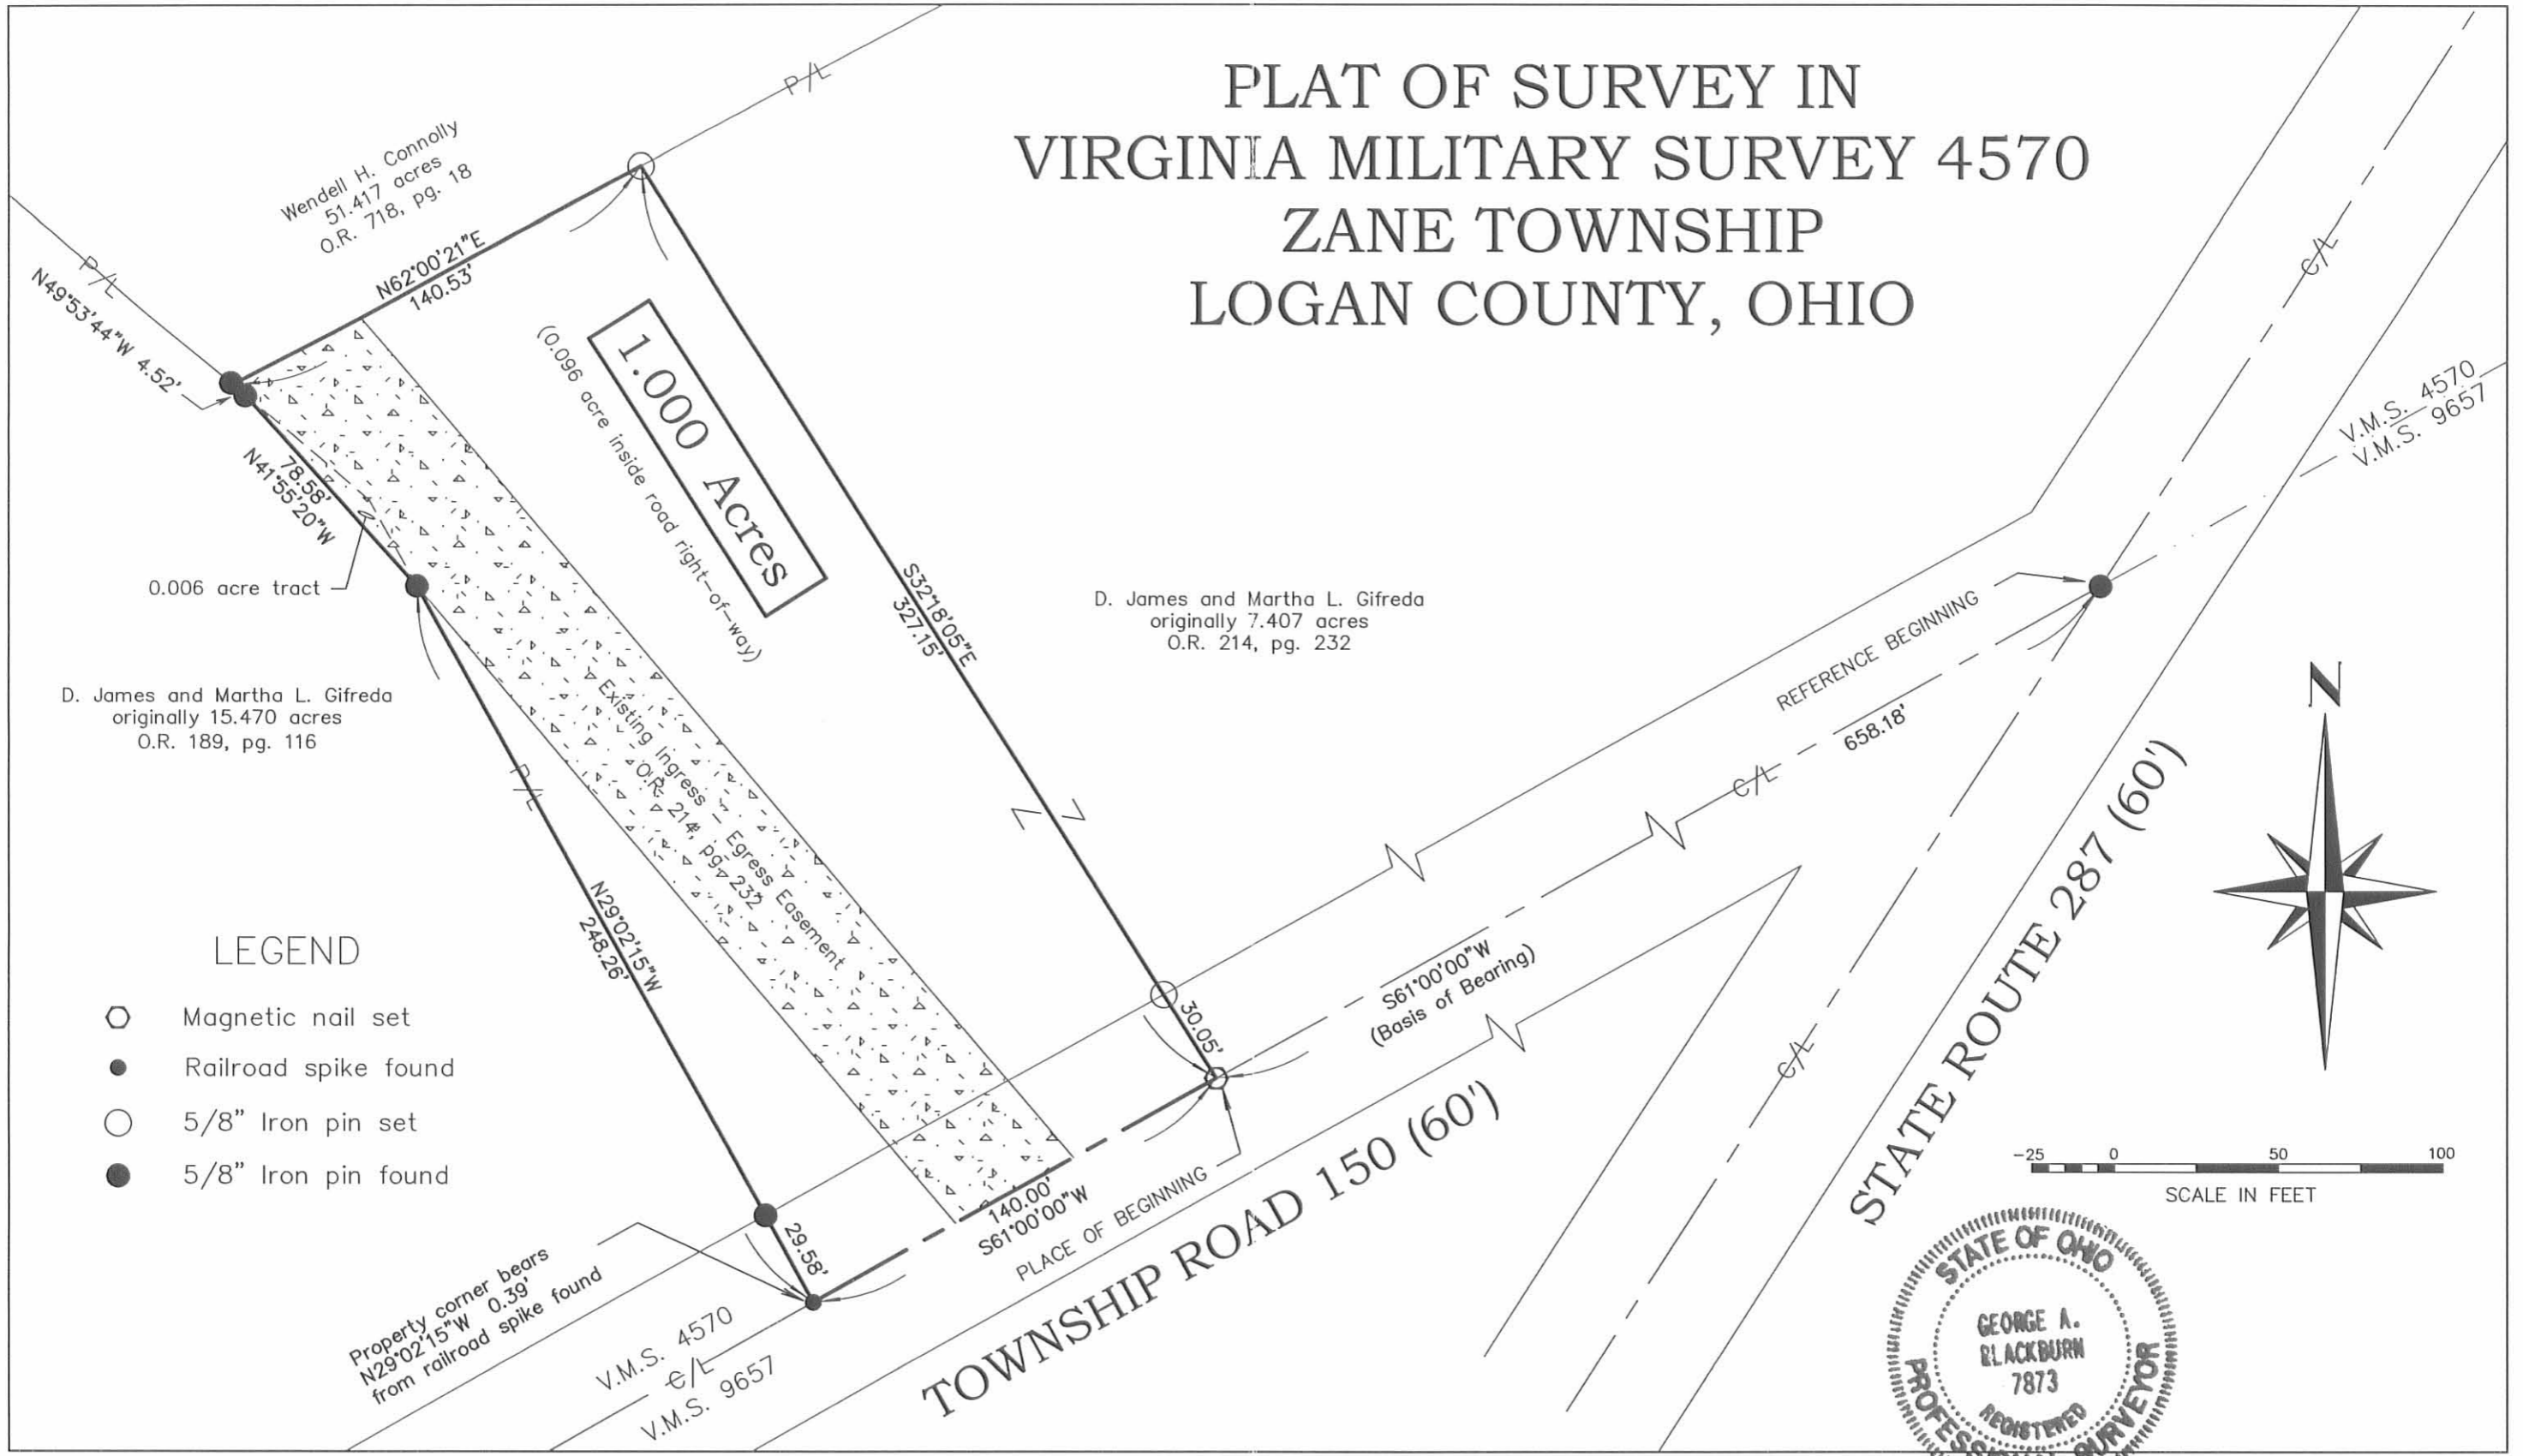 PLAT OF SURVEY IN
VIRGINIA MILITARY SURVEY 4570
ZANE TOWNSHIP
LOGAN COUNTY, OHIO
P/L
Wendell H. Connolly
51.417 acres
O.R. 718, pg. 18
N62°00'21"E
140.53'
P/L
N49°53'44"W 4.52'
1.000 Acres
(0.096 acre inside road right-of-way)
78.58'
N41°55'20"W
0.006 acre tract
S32°18'05"E
327.15'
D. James and Martha L. Gifreda
originally 7.407 acres
O.R. 214, pg. 232
D. James and Martha L. Gifreda
originally 15.470 acres
O.R. 189, pg. 116
P/L
Existing Ingress - Egress Easement
O.R. 214, pg. 232
N29°02'15"W
248.26'
Z
Z
C/L
V.M.S. 4570
V.M.S. 9657
REFERENCE BEGINNING
658.18'
C/L
S61°00'00"W
(Basis of Bearing)
30.05'
C/L
STATE ROUTE 287 (60')
N
LEGEND
Magnetic nail set
Railroad spike found
5/8" Iron pin set
5/8" Iron pin found
29.58'
140.00'
S61°00'00"W
PLACE OF BEGINNING
TOWNSHIP ROAD 150 (60')
Property corner bears
N29°02'15"W 0.39'
from railroad spike found
V.M.S. 4570
C/L
V.M.S. 9657
-25 0 50 100
SCALE IN FEET
STATE OF OHIO
GEORGE A.
BLACKBURN
7873
REGISTERED
PROFESSIONAL SURVEYOR